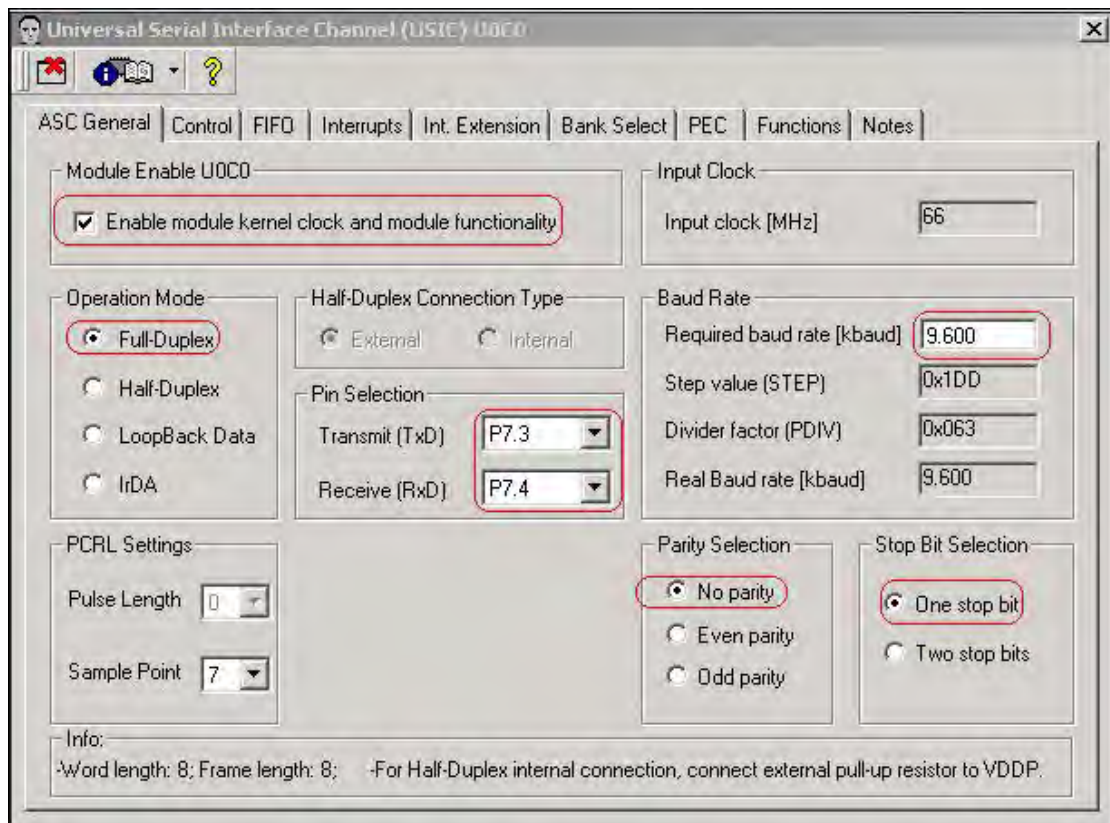 Universal Serial Interface Channel (USIC) U0C0
ASC General Control FIFO Interrupts Int. Extension Bank Select PEC Functions Notes
Module Enable U0C0
Enable module kernel clock and module functionality
Input Clock
Input clock [MHz] 66
Operation Mode
Full-Duplex
Half-Duplex
LoopBack Data
IrDA
Half-Duplex Connection Type
External Internal
Pin Selection
Transmit (TxD) P7.3
Receive (RxD) P7.4
Baud Rate
Required baud rate [kbaud] 9.600
Step value (STEP) 0x1DD
Divider factor (PDIV) 0x063
Real Baud rate [kbaud] 9.600
PCRL Settings
Pulse Length 0
Sample Point 7
Parity Selection
No parity
Even parity
Odd parity
Stop Bit Selection
One stop bit
Two stop bits
Info:
-Word length: 8; Frame length: 8; -For Half-Duplex internal connection, connect external pull-up resistor to VDDP.